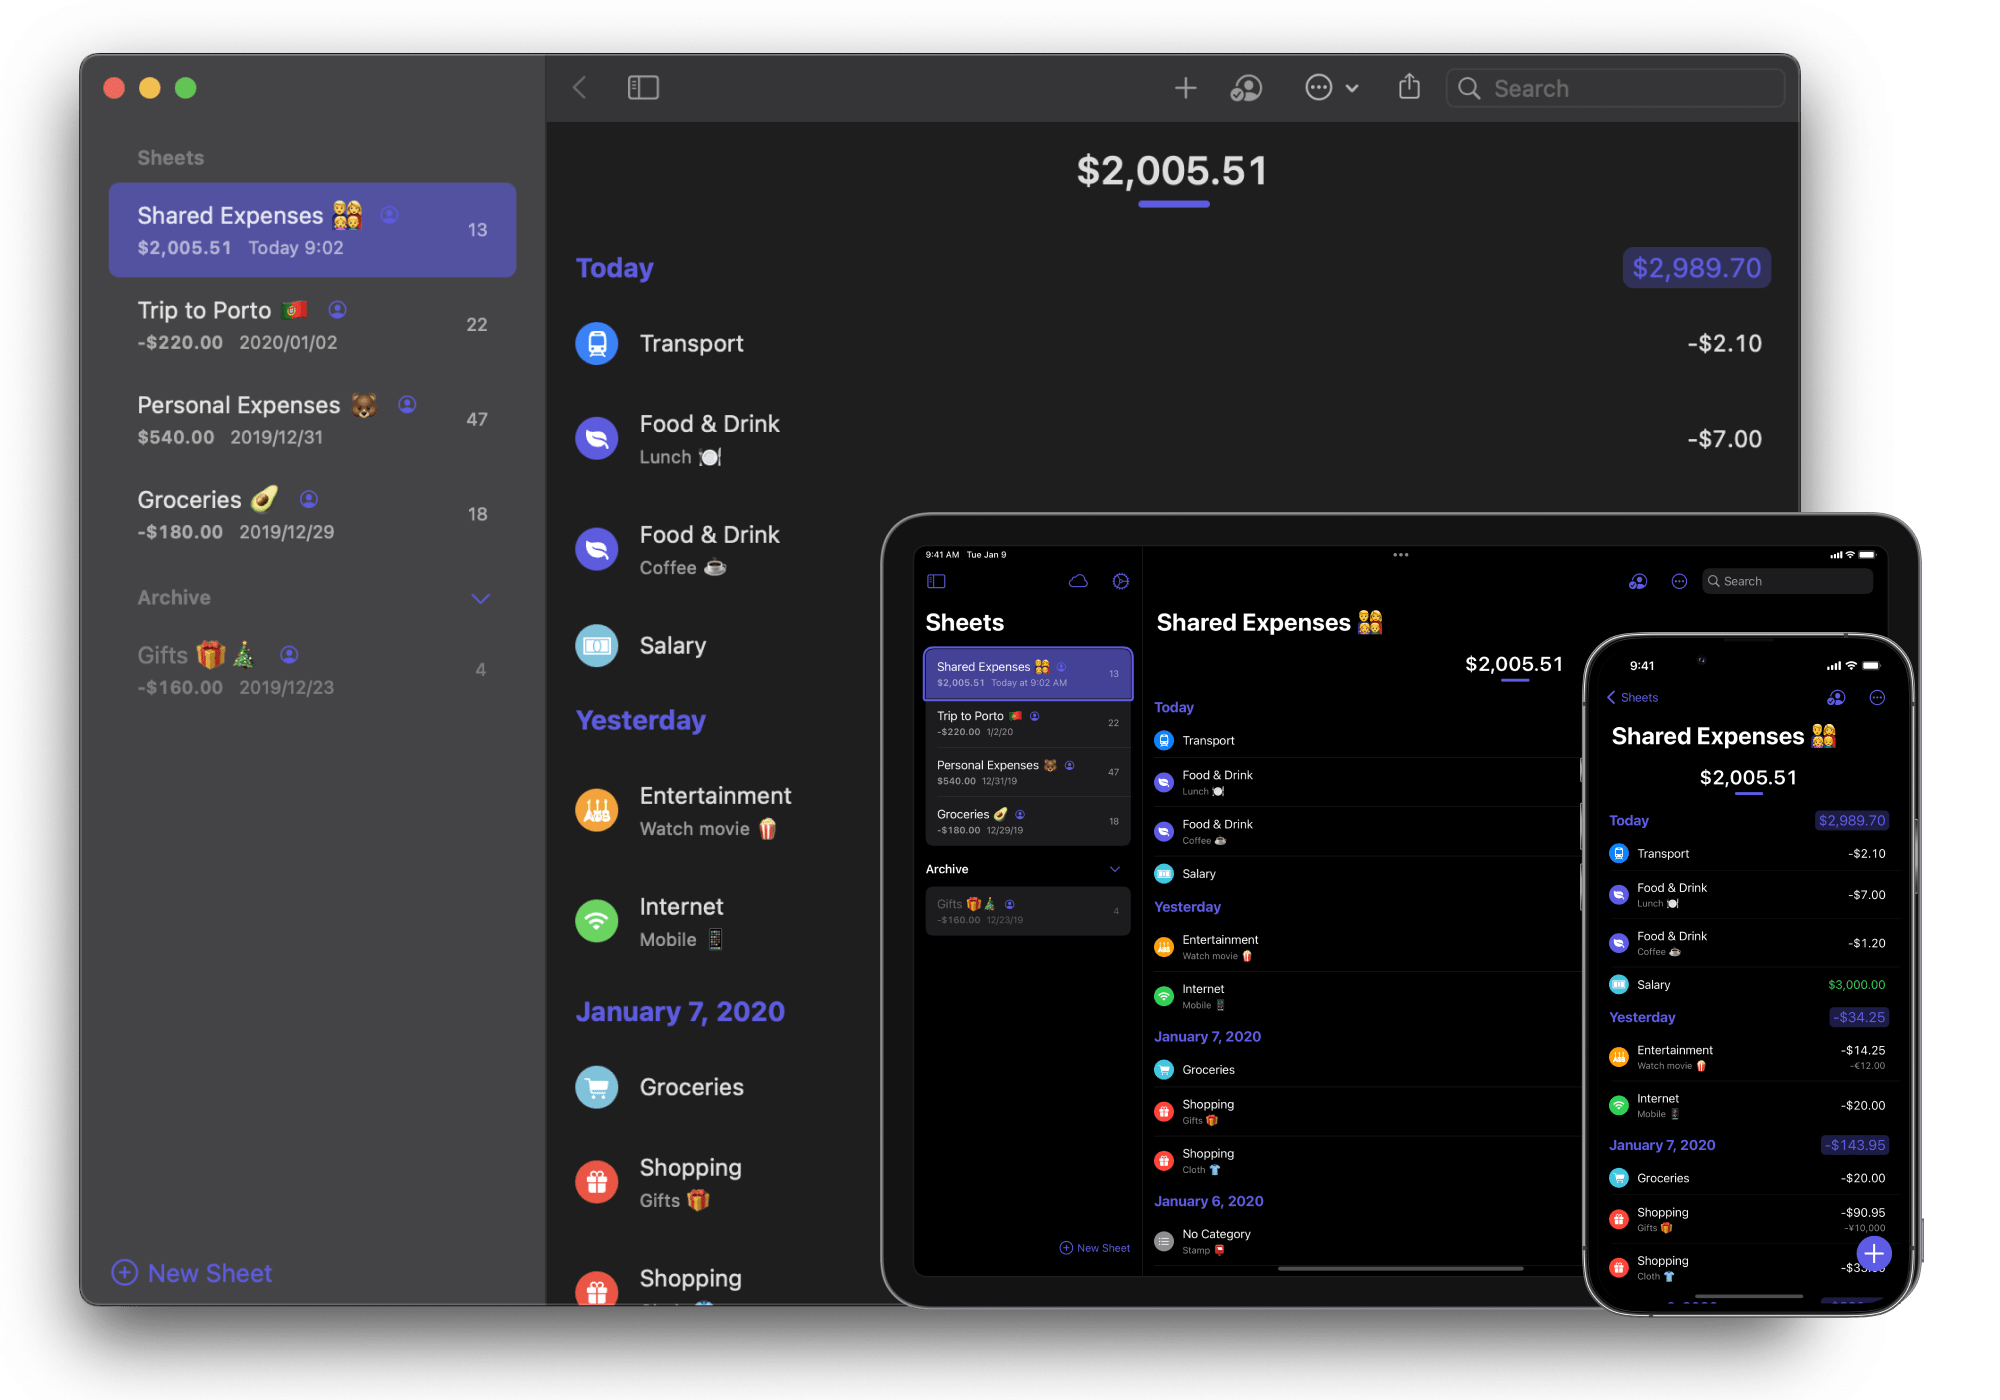 Search
Sheets
Shared Expenses 👨‍👩‍👧‍👦
13
$2,005.51 Today 9:02
Trip to Porto 🇵🇹
22
-$220.00 2020/01/02
Personal Expenses 🐻
47
$540.00 2019/12/31
Groceries 🥑
18
-$180.00 2019/12/29
Archive
Gifts 🎁🎄
4
-$160.00 2019/12/23
New Sheet
$2,005.51
Today $2,989.70
Transport -$2.10
Food & Drink -$7.00
Lunch 🍽️
Food & Drink
Coffee ☕
Salary
Yesterday
Entertainment
Watch movie 🍿
Internet
Mobile 📱
January 7, 2020
Groceries
Shopping
Gifts 🎁
Shopping
9:41 AM Tue Jan 9
Search
Sheets
Shared Expenses 👨‍👩‍👧‍👦
13
$2,005.51 Today at 9:02 AM
Trip to Porto 🇵🇹
22
-$220.00 1/2/20
Personal Expenses 🐻
47
$540.00 12/31/19
Groceries 🥑
18
-$180.00 12/29/19
Archive
Gifts 🎁🎄
4
-$160.00 12/23/19
New Sheet
Shared Expenses 👨‍👩‍👧‍👦
$2,005.51
Today
Transport
Food & Drink
Lunch 🍽️
Food & Drink
Coffee ☕
Salary
Yesterday
Entertainment
Watch movie 🍿
Internet
Mobile 📱
January 7, 2020
Groceries
Shopping
Gifts 🎁
Shopping
Cloth 👕
January 6, 2020
No Category
Stamp 📮
9:41
Sheets
Shared Expenses 👨‍👩‍👧‍👦
$2,005.51
Today $2,989.70
Transport -$2.10
Food & Drink -$7.00
Lunch 🍽️
Food & Drink -$1.20
Coffee ☕
Salary $3,000.00
Yesterday -$34.25
Entertainment -$14.25
Watch movie 🍿 -€12.00
Internet -$20.00
Mobile 📱
January 7, 2020 -$143.95
Groceries -$20.00
Shopping -$90.95
Gifts 🎁 -¥10,000
Shopping
Cloth 👕